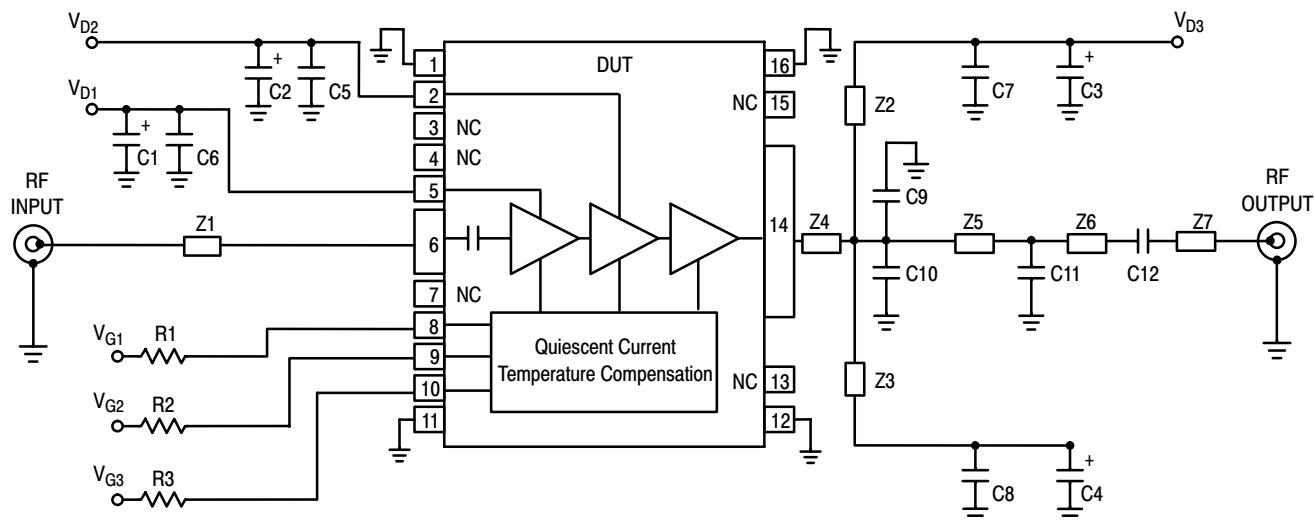 VD2
VD3
1
DUT
16
+
C2
C5
2
NC
15
Z2
C7
+
C3
VD1
3
NC
+
C1
C6
4
NC
5
C9
RF
INPUT
RF
OUTPUT
Z1
6
14
Z4
Z5
Z6
Z7
C10
C11
C12
7
NC
VG1
R1
8
Quiescent Current
Temperature Compensation
9
NC
13
Z3
10
VG2
R2
11
12
VG3
R3
C8
+
C4